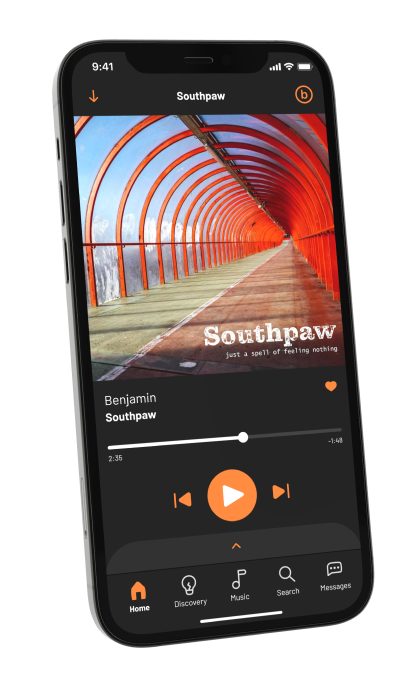 9:41
Southpaw
b
Southpaw
just a spell of feeling nothing
Benjamin
Southpaw
2:35
-1:48
Home
Discovery
Music
Search
Messages